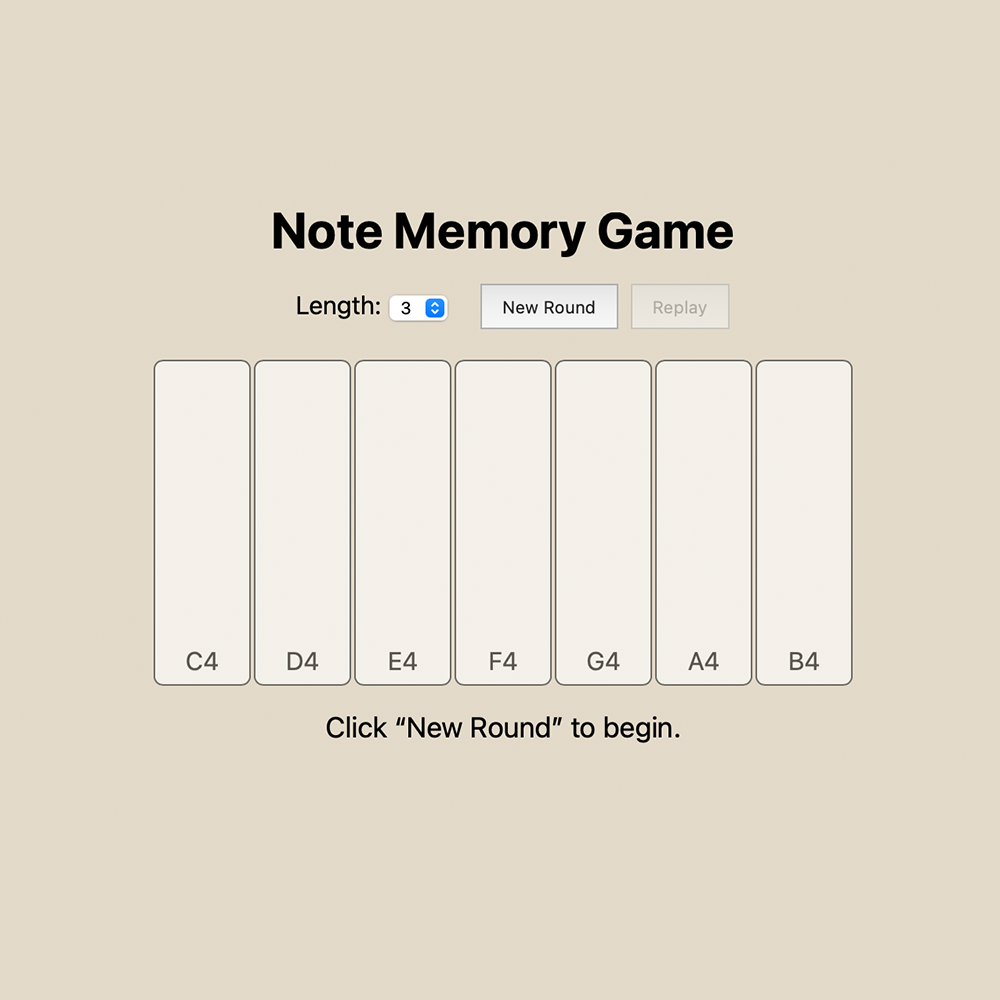 Note Memory Game
Length: 3 New Round Replay
C4 D4 E4 F4 G4 A4 B4
Click “New Round” to begin.